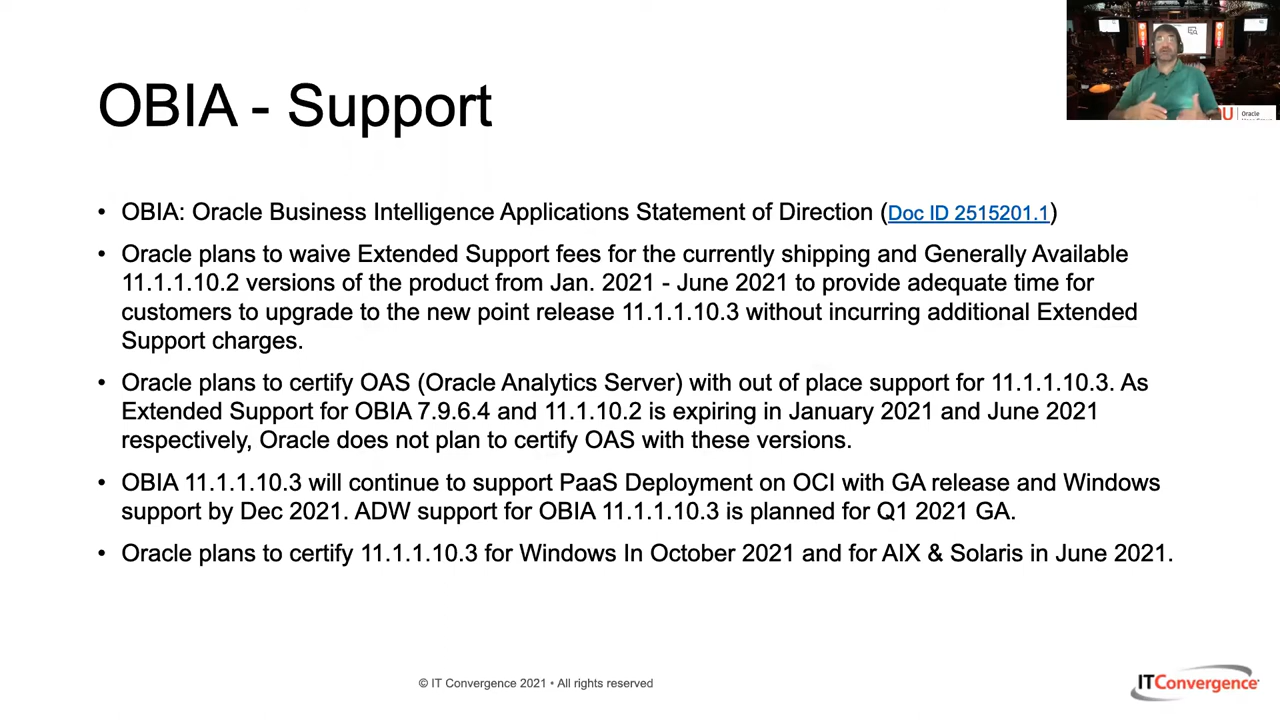 OBIA - Support
• OBIA: Oracle Business Intelligence Applications Statement of Direction (Doc ID 2515201.1)
• Oracle plans to waive Extended Support fees for the currently shipping and Generally Available
11.1.1.10.2 versions of the product from Jan. 2021 - June 2021 to provide adequate time for
customers to upgrade to the new point release 11.1.1.10.3 without incurring additional Extended
Support charges.
• Oracle plans to certify OAS (Oracle Analytics Server) with out of place support for 11.1.1.10.3. As
Extended Support for OBIA 7.9.6.4 and 11.1.10.2 is expiring in January 2021 and June 2021
respectively, Oracle does not plan to certify OAS with these versions.
• OBIA 11.1.1.10.3 will continue to support PaaS Deployment on OCI with GA release and Windows
support by Dec 2021. ADW support for OBIA 11.1.1.10.3 is planned for Q1 2021 GA.
• Oracle plans to certify 11.1.1.10.3 for Windows In October 2021 and for AIX & Solaris in June 2021.
© IT Convergence 2021 • All rights reserved
ITConvergence
U Oracle